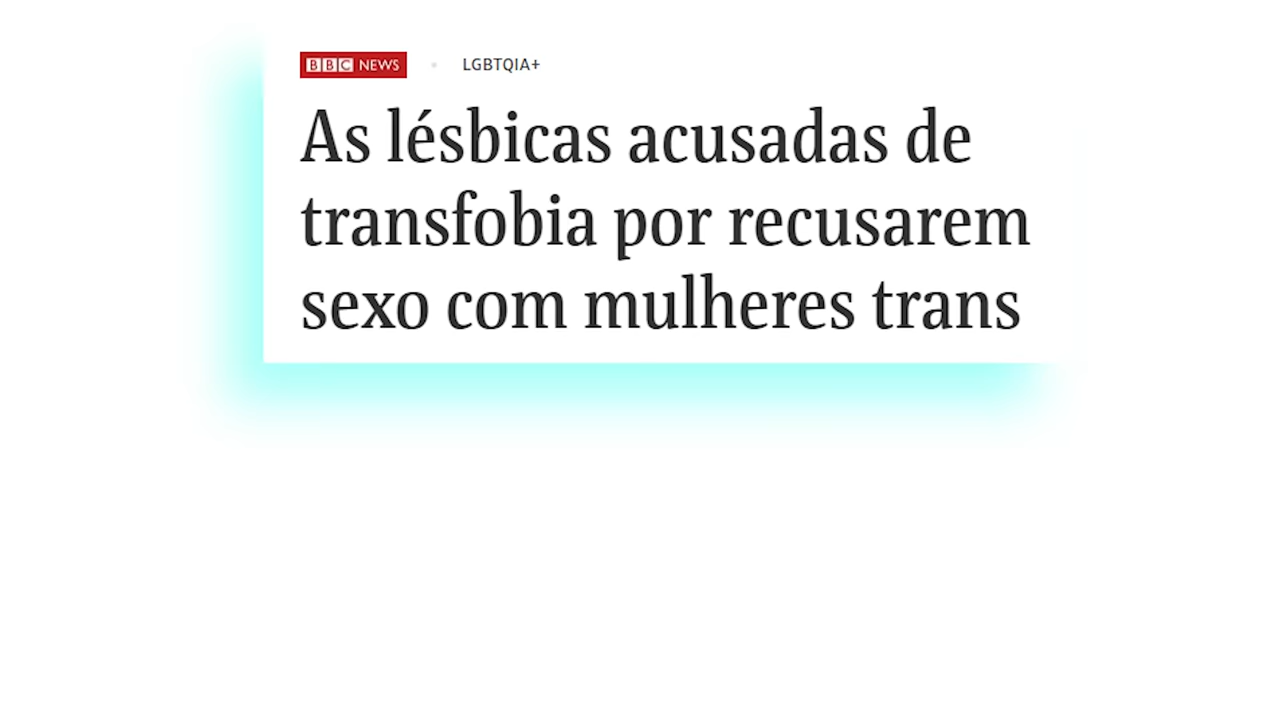 BBC NEWS • LGBTQIA+
As lésbicas acusadas de
transfobia por recusarem
sexo com mulheres trans